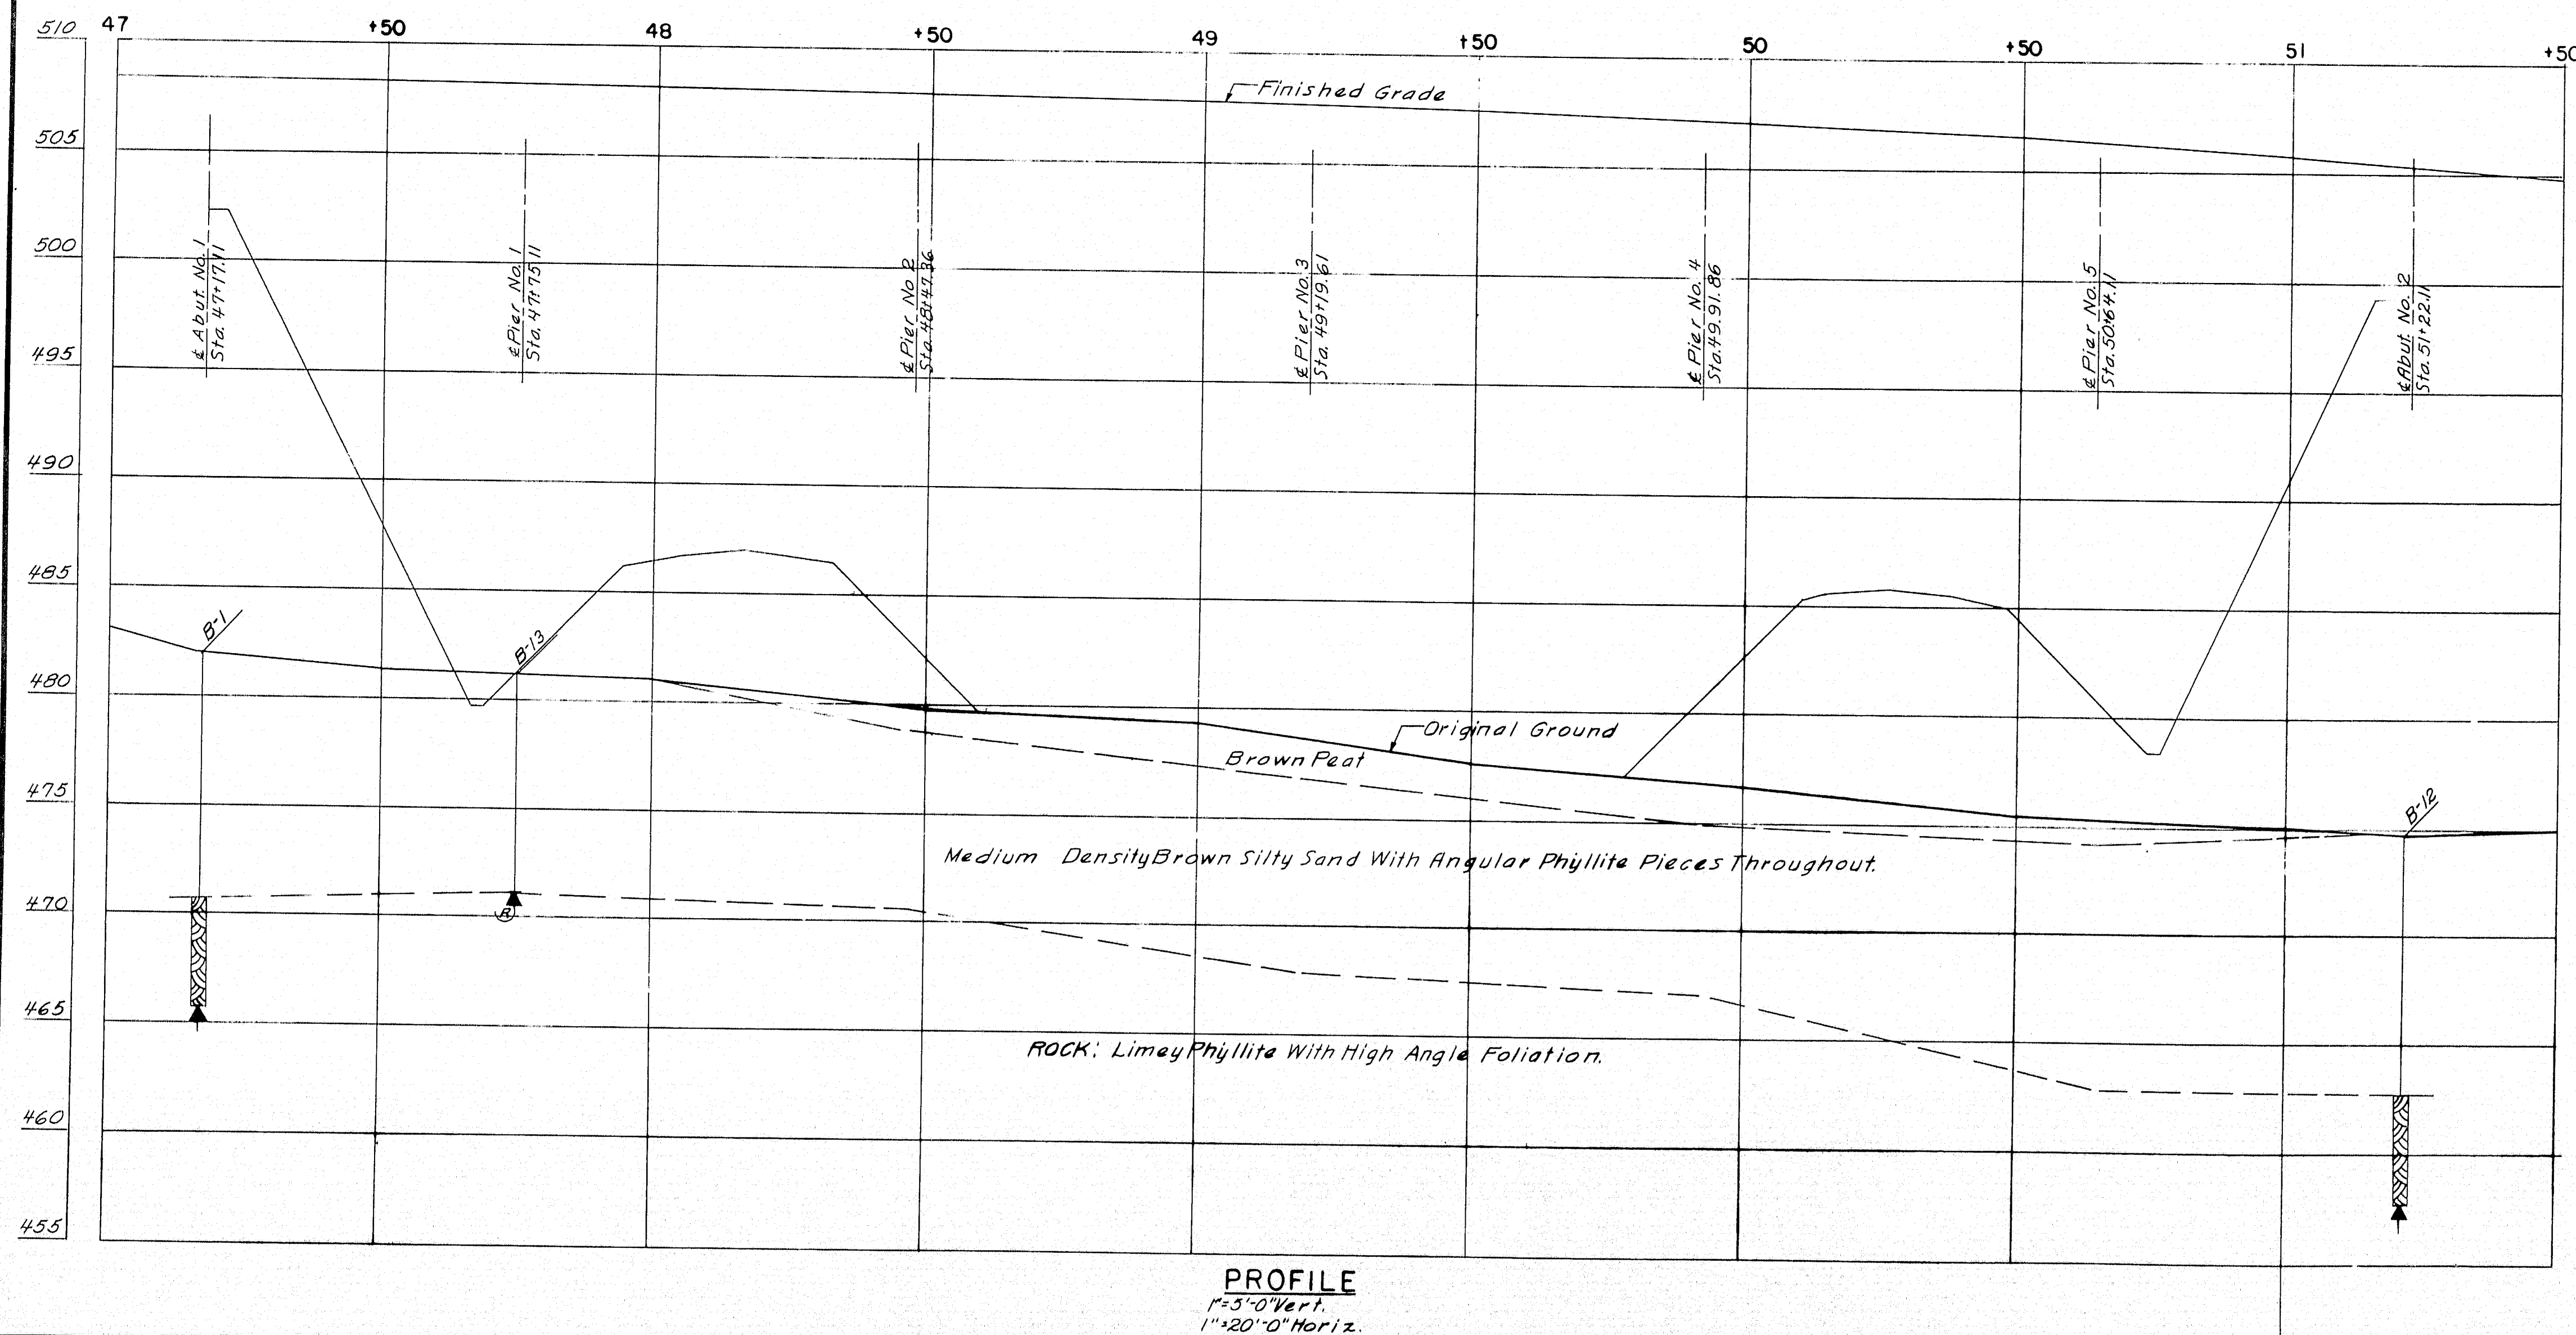 47 +50 48 +50 49 +50 50 +50 51 +50
510
505
500
495
490
485
480
475
470
465
460
455
Finished Grade
℄ Abut. No. 1
Sta. 47+17.11
℄ Pier No. 1
Sta. 47+75.11
℄ Pier No 2
Sta. 48+47.36
℄ Pier No. 3
Sta. 49+19.61
℄ Pier No. 4
Sta. 49.91.86
℄ Pier No. 5
Sta. 50+64.11
℄ Abut No. 2
Sta. 51+22.11
B-1
B-13
Original Ground
Brown Peat
B-12
Medium Density Brown Silty Sand With Angular Phyllite Pieces Throughout.
R
ROCK: Limey Phyllite With High Angle Foliation.
PROFILE
1"=5'-0" Vert.
1"=20'-0" Horiz.